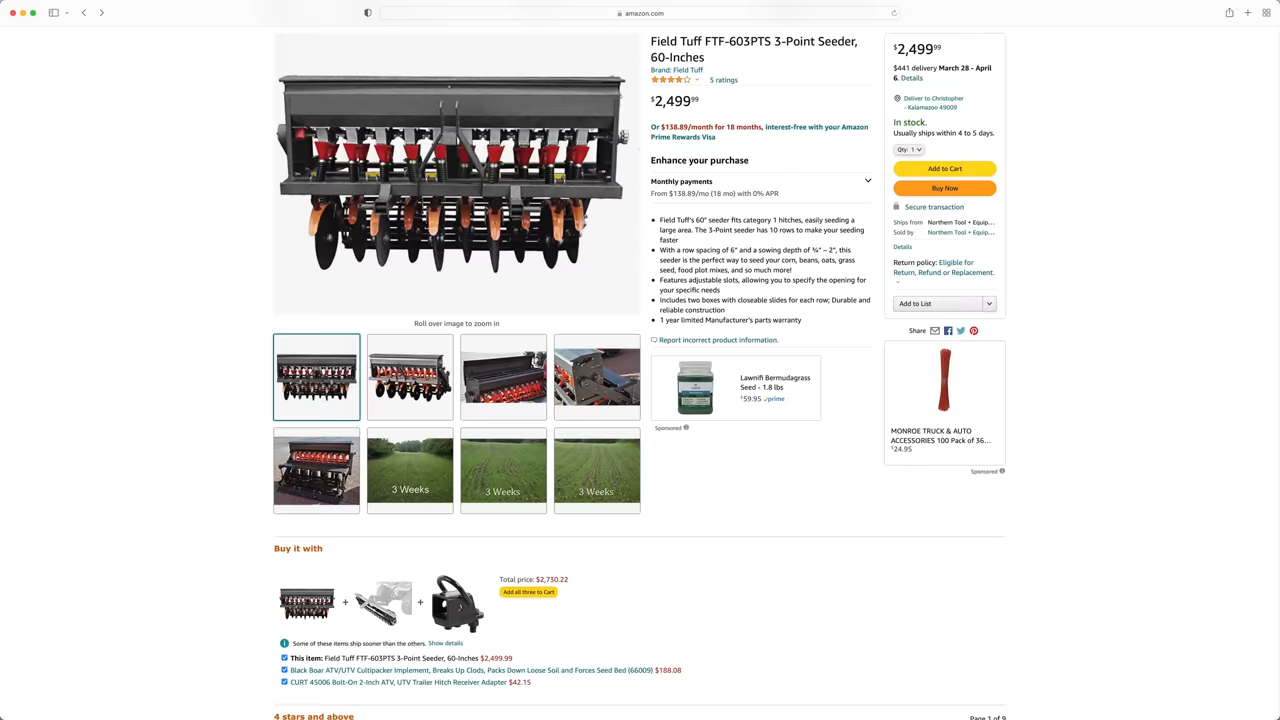 amazon.com
Field Tuff FTF-603PTS 3-Point Seeder,
60-Inches
Brand: Field Tuff
5 ratings
$2,499.99
Or $138.89/month for 18 months, interest-free with your Amazon
Prime Rewards Visa
Enhance your purchase
Monthly payments
From $138.89/mo (18 mo) with 0% APR
Field Tuff's 60" seeder fits category 1 hitches, easily seeding a
large area. The 3-Point seeder has 10 rows to make your seeding
faster
With a row spacing of 6" and a sowing depth of ¾" – 2", this
seeder is the perfect way to seed your corn, beans, oats, grass
seed, food plot mixes, and so much more!
Features adjustable slots, allowing you to specify the opening for
your specific needs
Includes two boxes with closeable slides for each row; Durable and
reliable construction
1 year limited Manufacturer's parts warranty
Report incorrect product information.
Lawnifi Bermudagrass
Seed - 1.8 lbs
$59.95 prime
Sponsored
$2,499.99
$441 delivery March 28 - April
6. Details
Deliver to Christopher
- Kalamazoo 49009
In stock.
Usually ships within 4 to 5 days.
Qty: 1
Add to Cart
Buy Now
Secure transaction
Ships from Northern Tool + Equip...
Sold by Northern Tool + Equip...
Details
Return policy: Eligible for
Return, Refund or Replacement.
Add to List
Share
MONROE TRUCK & AUTO
ACCESSORIES 100 Pack of 36...
$24.95
Sponsored
Roll over image to zoom in
3 Weeks
3 Weeks
3 Weeks
Buy it with
+
+
Total price: $2,730.22
Add all three to Cart
Some of these items ship sooner than the others. Show details
This item: Field Tuff FTF-603PTS 3-Point Seeder, 60-Inches $2,499.99
Black Boar ATV/UTV Cultipacker Implement, Breaks Up Clods, Packs Down Loose Soil and Forces Seed Bed (66009) $188.08
CURT 45006 Bolt-On 2-Inch ATV, UTV Trailer Hitch Receiver Adapter $42.15
4 stars and above
Page 1 of 9